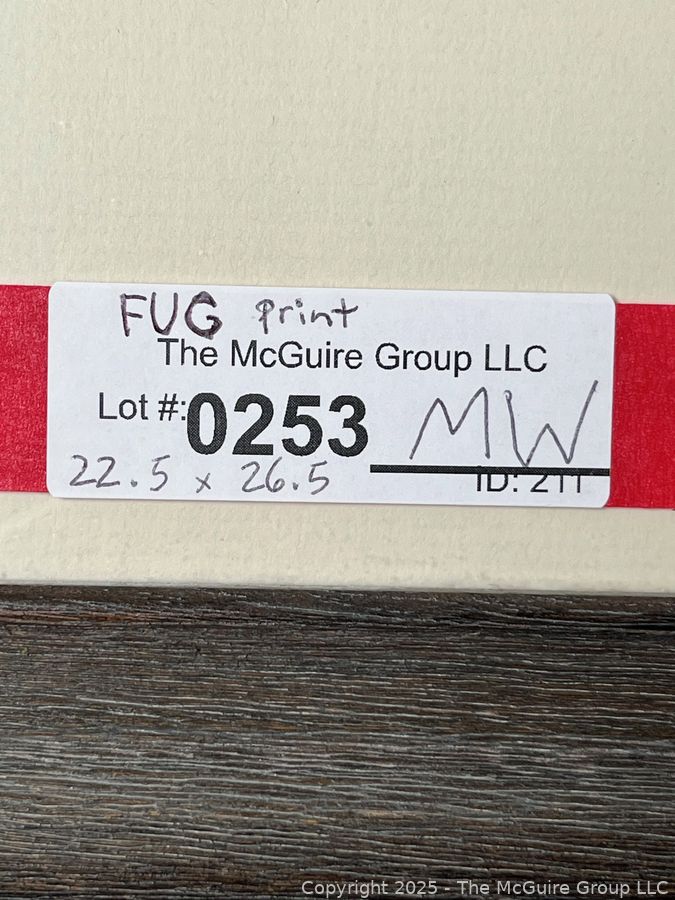 FUG print
The McGuire Group LLC
Lot #: 0253 MW
22.5 x 26.5 ID: 211
Copyright 2025 - The McGuire Group LLC